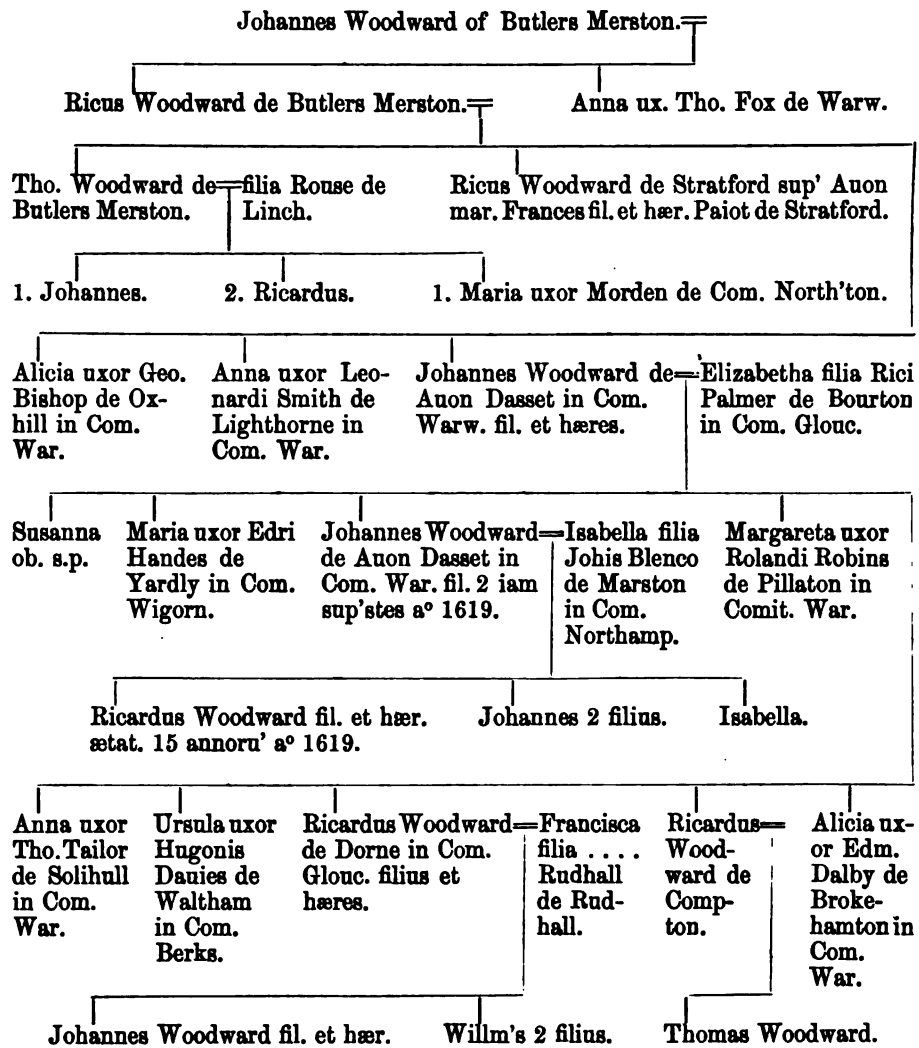 Johannes Woodward of Butlers Merston.
Ricus Woodward de Butlers Merston.
Anna ux. Tho. Fox de Warw.
Tho. Woodward de
Butlers Merston.
filia Rouse de
Linch.
Ricus Woodward de Stratford sup' Auon
mar. Frances fil. et hær. Paiot de Stratford.
1. Johannes.
2. Ricardus.
1. Maria uxor Morden de Com. North'ton.
Alicia uxor Geo.
Bishop de Ox-
hill in Com.
War.
Anna uxor Leo-
nardi Smith de
Lighthorne in
Com. War.
Johannes Woodward de
Auon Dasset in Com.
Warw. fil. et hæres.
Elizabetha filia Rici
Palmer de Bourton
in Com. Glouc.
Susanna
ob. s.p.
Maria uxor Edri
Handes de
Yardly in Com.
Wigorn.
Johannes Woodward
de Auon Dasset in
Com. War. fil. 2 iam
sup'stes aº 1619.
Isabella filia
Johis Blenco
de Marston
in Com.
Northamp.
Margareta uxor
Rolandi Robins
de Pillaton in
Comit. War.
Ricardus Woodward fil. et hær.
ætat. 15 annoru' aº 1619.
Johannes 2 filius.
Isabella.
Anna uxor
Tho. Tailor
de Solihull
in Com.
War.
Ursula uxor
Hugonis
Dauies de
Waltham
in Com.
Berks.
Ricardus Woodward
de Dorne in Com.
Glouc. filius et
hæres.
Francisca
filia ....
Rudhall
de Rud-
hall.
Ricardus
Wood-
ward de
Comp-
ton.
Alicia ux-
or Edm.
Dalby de
Broke-
hamton in
Com.
War.
Johannes Woodward fil. et hær.
Willm's 2 filius.
Thomas Woodward.